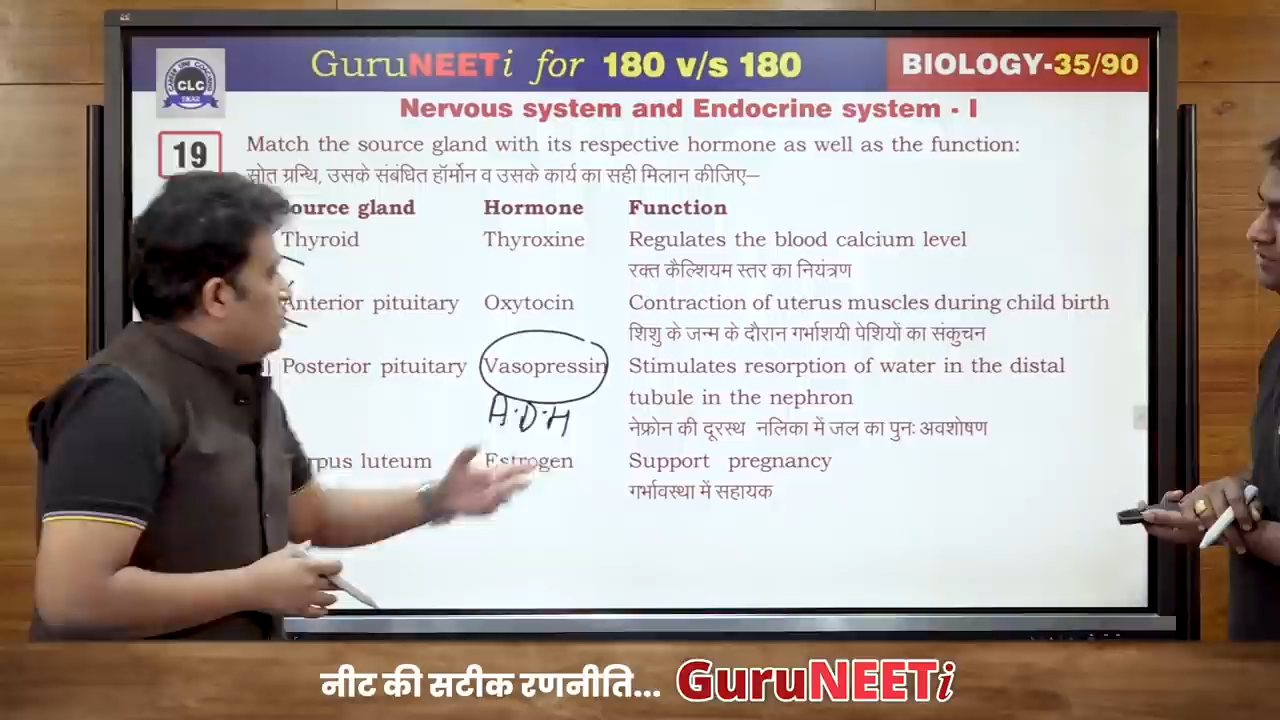 GuruNEETi for 180 v/s 180
BIOLOGY-35/90
CLC
Nervous system and Endocrine system - I
19
Match the source gland with its respective hormone as well as the function:
स्रोत ग्रन्थि, उसके संबंधित हॉर्मोन व उसके कार्य का सही मिलान कीजिए–
ource gland Hormone Function
Thyroid Thyroxine Regulates the blood calcium level
रक्त कैल्शियम स्तर का नियंत्रण
Anterior pituitary Oxytocin Contraction of uterus muscles during child birth
शिशु के जन्म के दौरान गर्भाशयी पेशियों का संकुचन
Posterior pituitary Vasopressin Stimulates resorption of water in the distal
tubule in the nephron
A.D.H
नेफ्रोन की दूरस्थ नलिका में जल का पुनः अवशोषण
rpus luteum Estrogen Support pregnancy
गर्भावस्था में सहायक
नीट की सटीक रणनीति... GuruNEETi